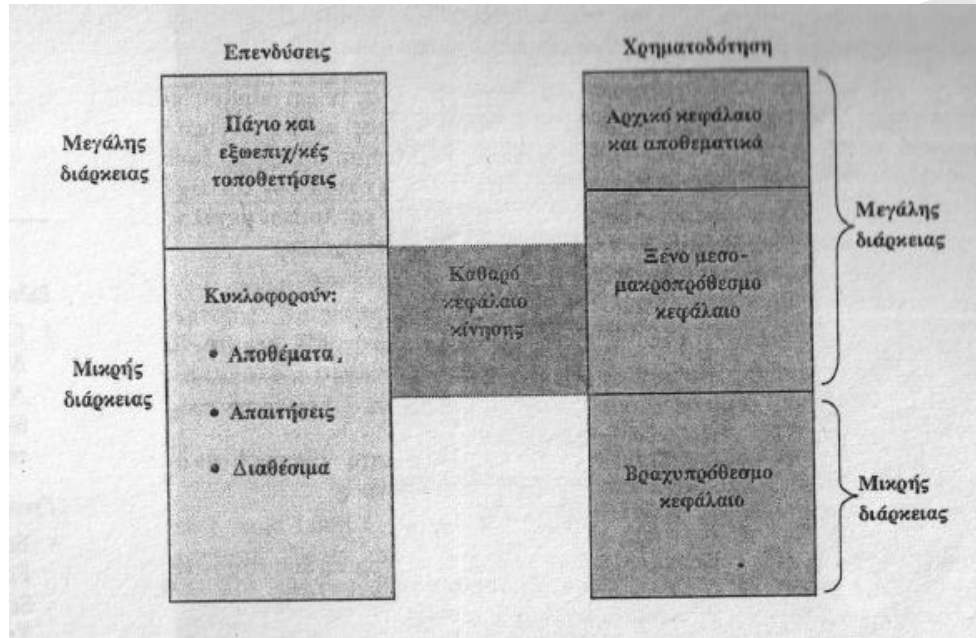 Επενδύσεις
Χρηματοδότηση
Μεγάλης
διάρκειας
Πάγιο και
εξωεπιχ/κές
τοποθετήσεις
Αρχικό κεφάλαιο
και αποθεματικά
Μεγάλης
διάρκειας
Ξένο μεσο-
μακροπρόθεσμο
κεφάλαιο
Καθαρό
κεφάλαιο
κίνησης
Κυκλοφορούν:
• Αποθέματα,
• Απαιτήσεις
• Διαθέσιμα
Μικρής
διάρκειας
Βραχυπρόθεσμο
κεφάλαιο
Μικρής
διάρκειας